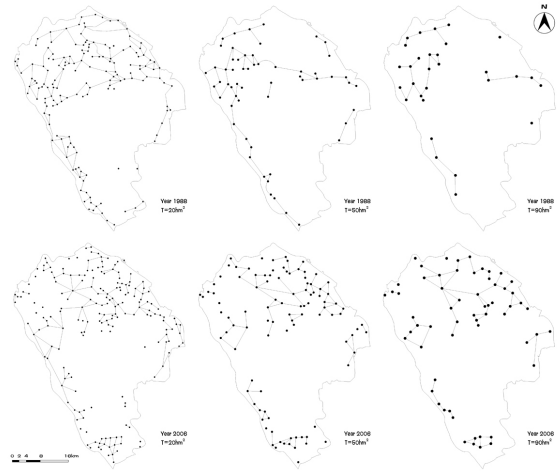 N
Year 1988
T=20hm²
Year 1988
T=50hm²
Year 1988
T=90hm²
Year 2008
T=20hm²
Year 2008
T=50hm²
Year 2008
T=90hm²
0 2 4 8 16km